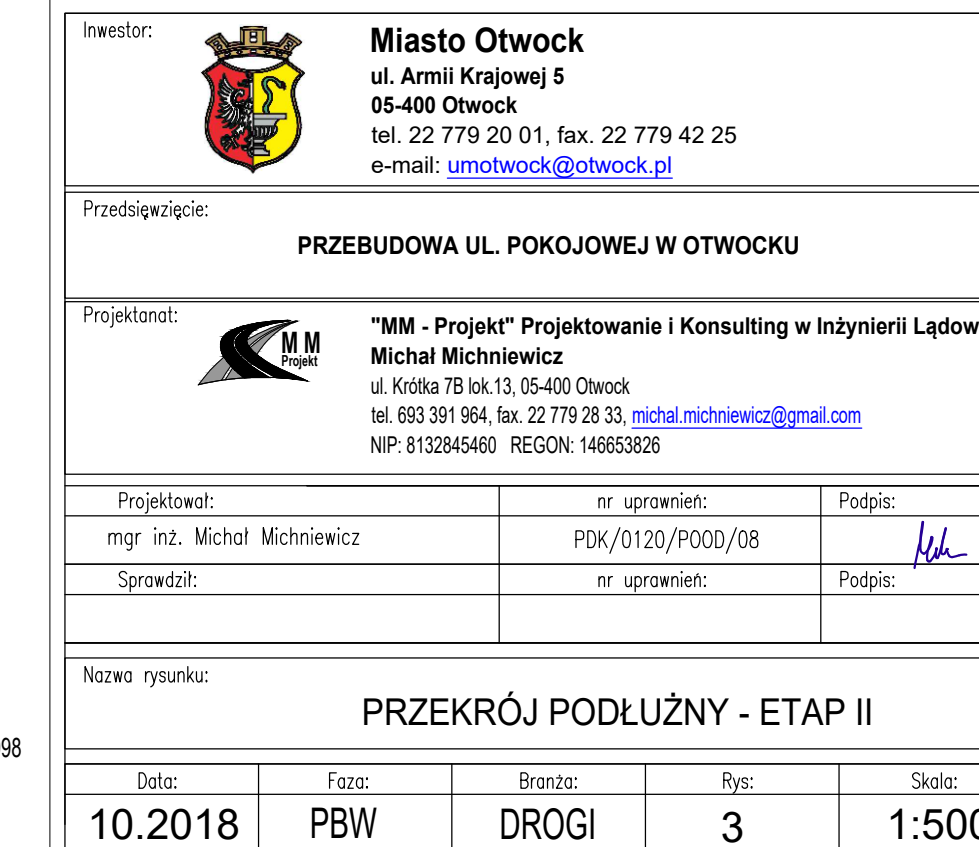 Inwestor:
Miasto Otwock
ul. Armii Krajowej 5
05-400 Otwock
tel. 22 779 20 01, fax. 22 779 42 25
e-mail: umotwock@otwock.pl
Przedsięwzięcie:
PRZEBUDOWA UL. POKOJOWEJ W OTWOCKU
Projektanat:
M M
Projekt
"MM - Projekt" Projektowanie i Konsulting w Inżynierii Lądow
Michał Michniewicz
ul. Krótka 7B lok.13, 05-400 Otwock
tel. 693 391 964, fax. 22 779 28 33, michal.michniewicz@gmail.com
NIP: 8132845460 REGON: 146653826
Projektował: nr uprawnień: Podpis:
mgr inż. Michał Michniewicz PDK/0120/POOD/08
Sprawdził: nr uprawnień: Podpis:
Nazwa rysunku:
PRZEKRÓJ PODŁUŻNY - ETAP II
98
Data: Faza: Branża: Rys: Skala:
10.2018 PBW DROGI 3 1:500